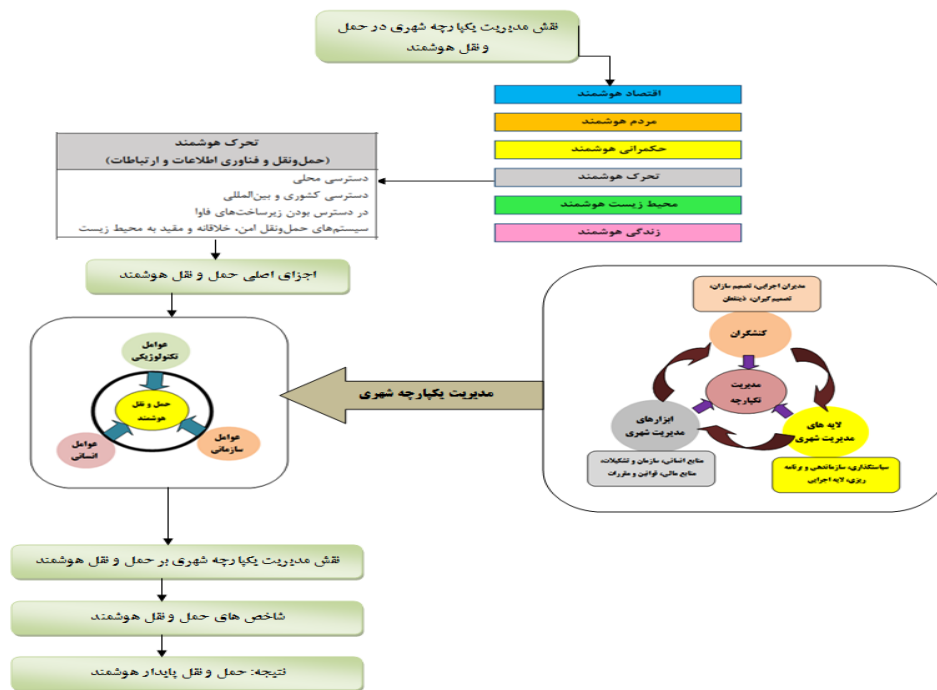 نقش مدیریت یکپارچه شهری در حمل
و نقل هوشمند
اقتصاد هوشمند
مردم هوشمند
حکمرانی هوشمند
تحرک هوشمند
محیط زیست هوشمند
زندگی هوشمند
تحرک هوشمند
(حمل‌ونقل و فناوری اطلاعات و ارتباطات)
دسترسی محلی
دسترسی کشوری و بین‌المللی
در دسترس بودن زیرساخت‌های فاوا
سیستم‌های حمل‌ونقل امن، خلاقانه و مقید به محیط زیست
اجزای اصلی حمل و نقل هوشمند
مدیران اجرایی، تصمیم سازان،
تصمیم گیران، ذینفعان
کنشگران
مدیریت
یکپارچه
ابزارهای
مدیریت شهری
لایه های
مدیریت شهری
منابع انسانی، سازمان و تشکیلات،
منابع مالی، قوانین و مقررات
سیاستگذاری، سازماندهی و برنامه
ریزی، لایه اجرایی
مدیریت یکپارچه شهری
عوامل
تکنولوژیکی
حمل و نقل
هوشمند
عوامل
انسانی
عوامل
سازمانی
نقش مدیریت یکپارچه شهری بر حمل و نقل هوشمند
شاخص های حمل و نقل هوشمند
نتیجه: حمل و نقل پایدار هوشمند